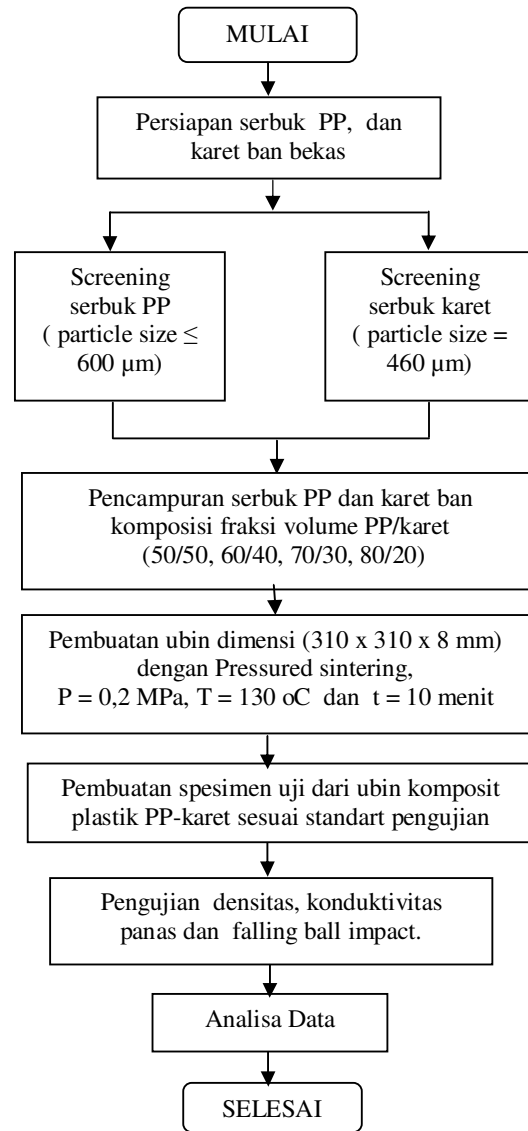 MULAI
Persiapan serbuk PP, dan
karet ban bekas
Screening
serbuk PP
( particle size ≤
600 µm)
Screening
serbuk karet
( particle size =
460 µm)
Pencampuran serbuk PP dan karet ban
komposisi fraksi volume PP/karet
(50/50, 60/40, 70/30, 80/20)
Pembuatan ubin dimensi (310 x 310 x 8 mm)
dengan Pressured sintering,
P = 0,2 MPa, T = 130 oC dan t = 10 menit
Pembuatan spesimen uji dari ubin komposit
plastik PP-karet sesuai standart pengujian
Pengujian densitas, konduktivitas
panas dan falling ball impact.
Analisa Data
SELESAI